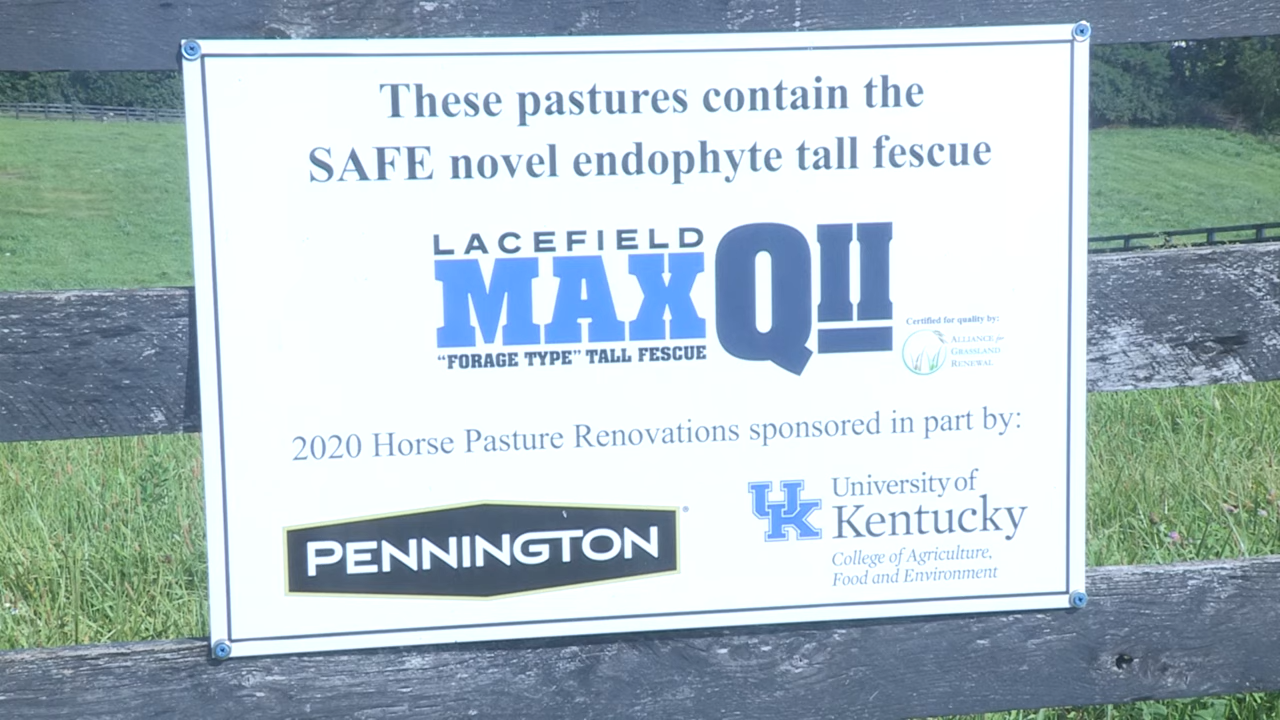 These pastures contain the
SAFE novel endophyte tall fescue
LACEFIELD
MAXQII
"FORAGE TYPE" TALL FESCUE
Certified for quality by:
ALLIANCE for
GRASSLAND
RENEWAL
2020 Horse Pasture Renovations sponsored in part by:
PENNINGTON®
UK
University of
Kentucky
College of Agriculture,
Food and Environment